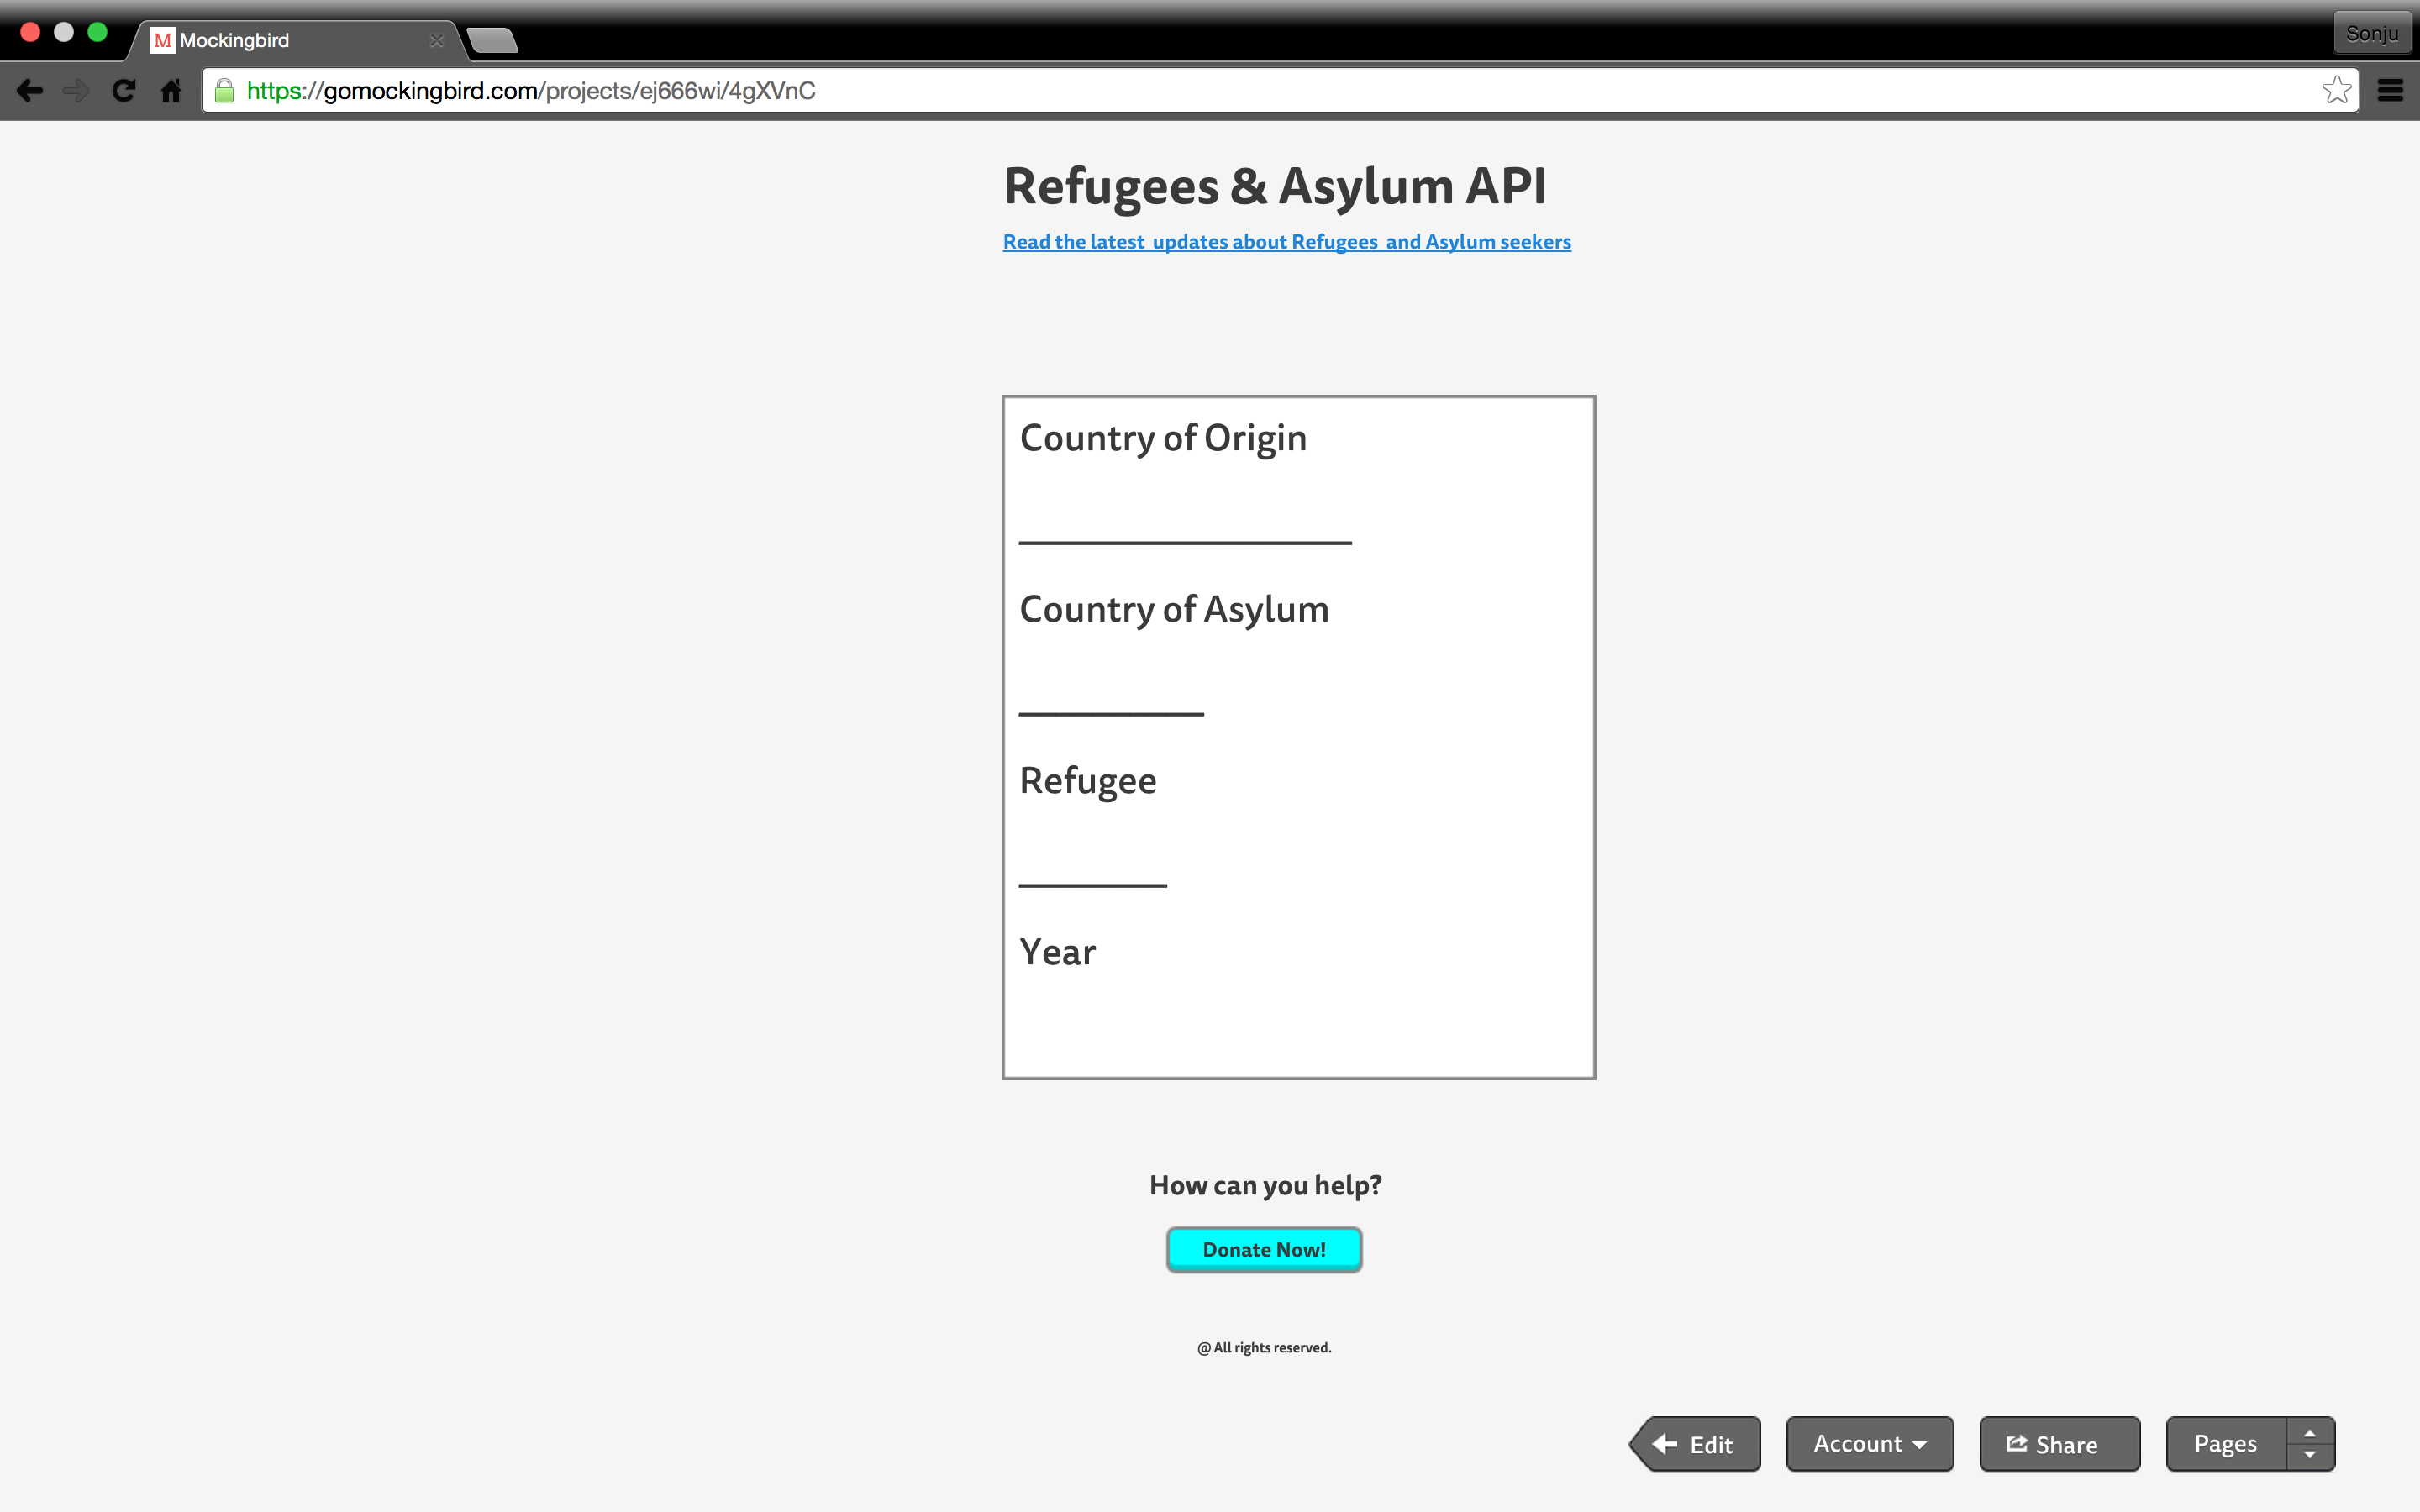 M Mockingbird
Sonju
https://gomockingbird.com/projects/ej666wi/4gXVnC
Refugees & Asylum API
Read the latest updates about Refugees and Asylum seekers
Country of Origin
Country of Asylum
Refugee
Year
How can you help?
Donate Now!
@ All rights reserved.
Edit
Account
Share
Pages